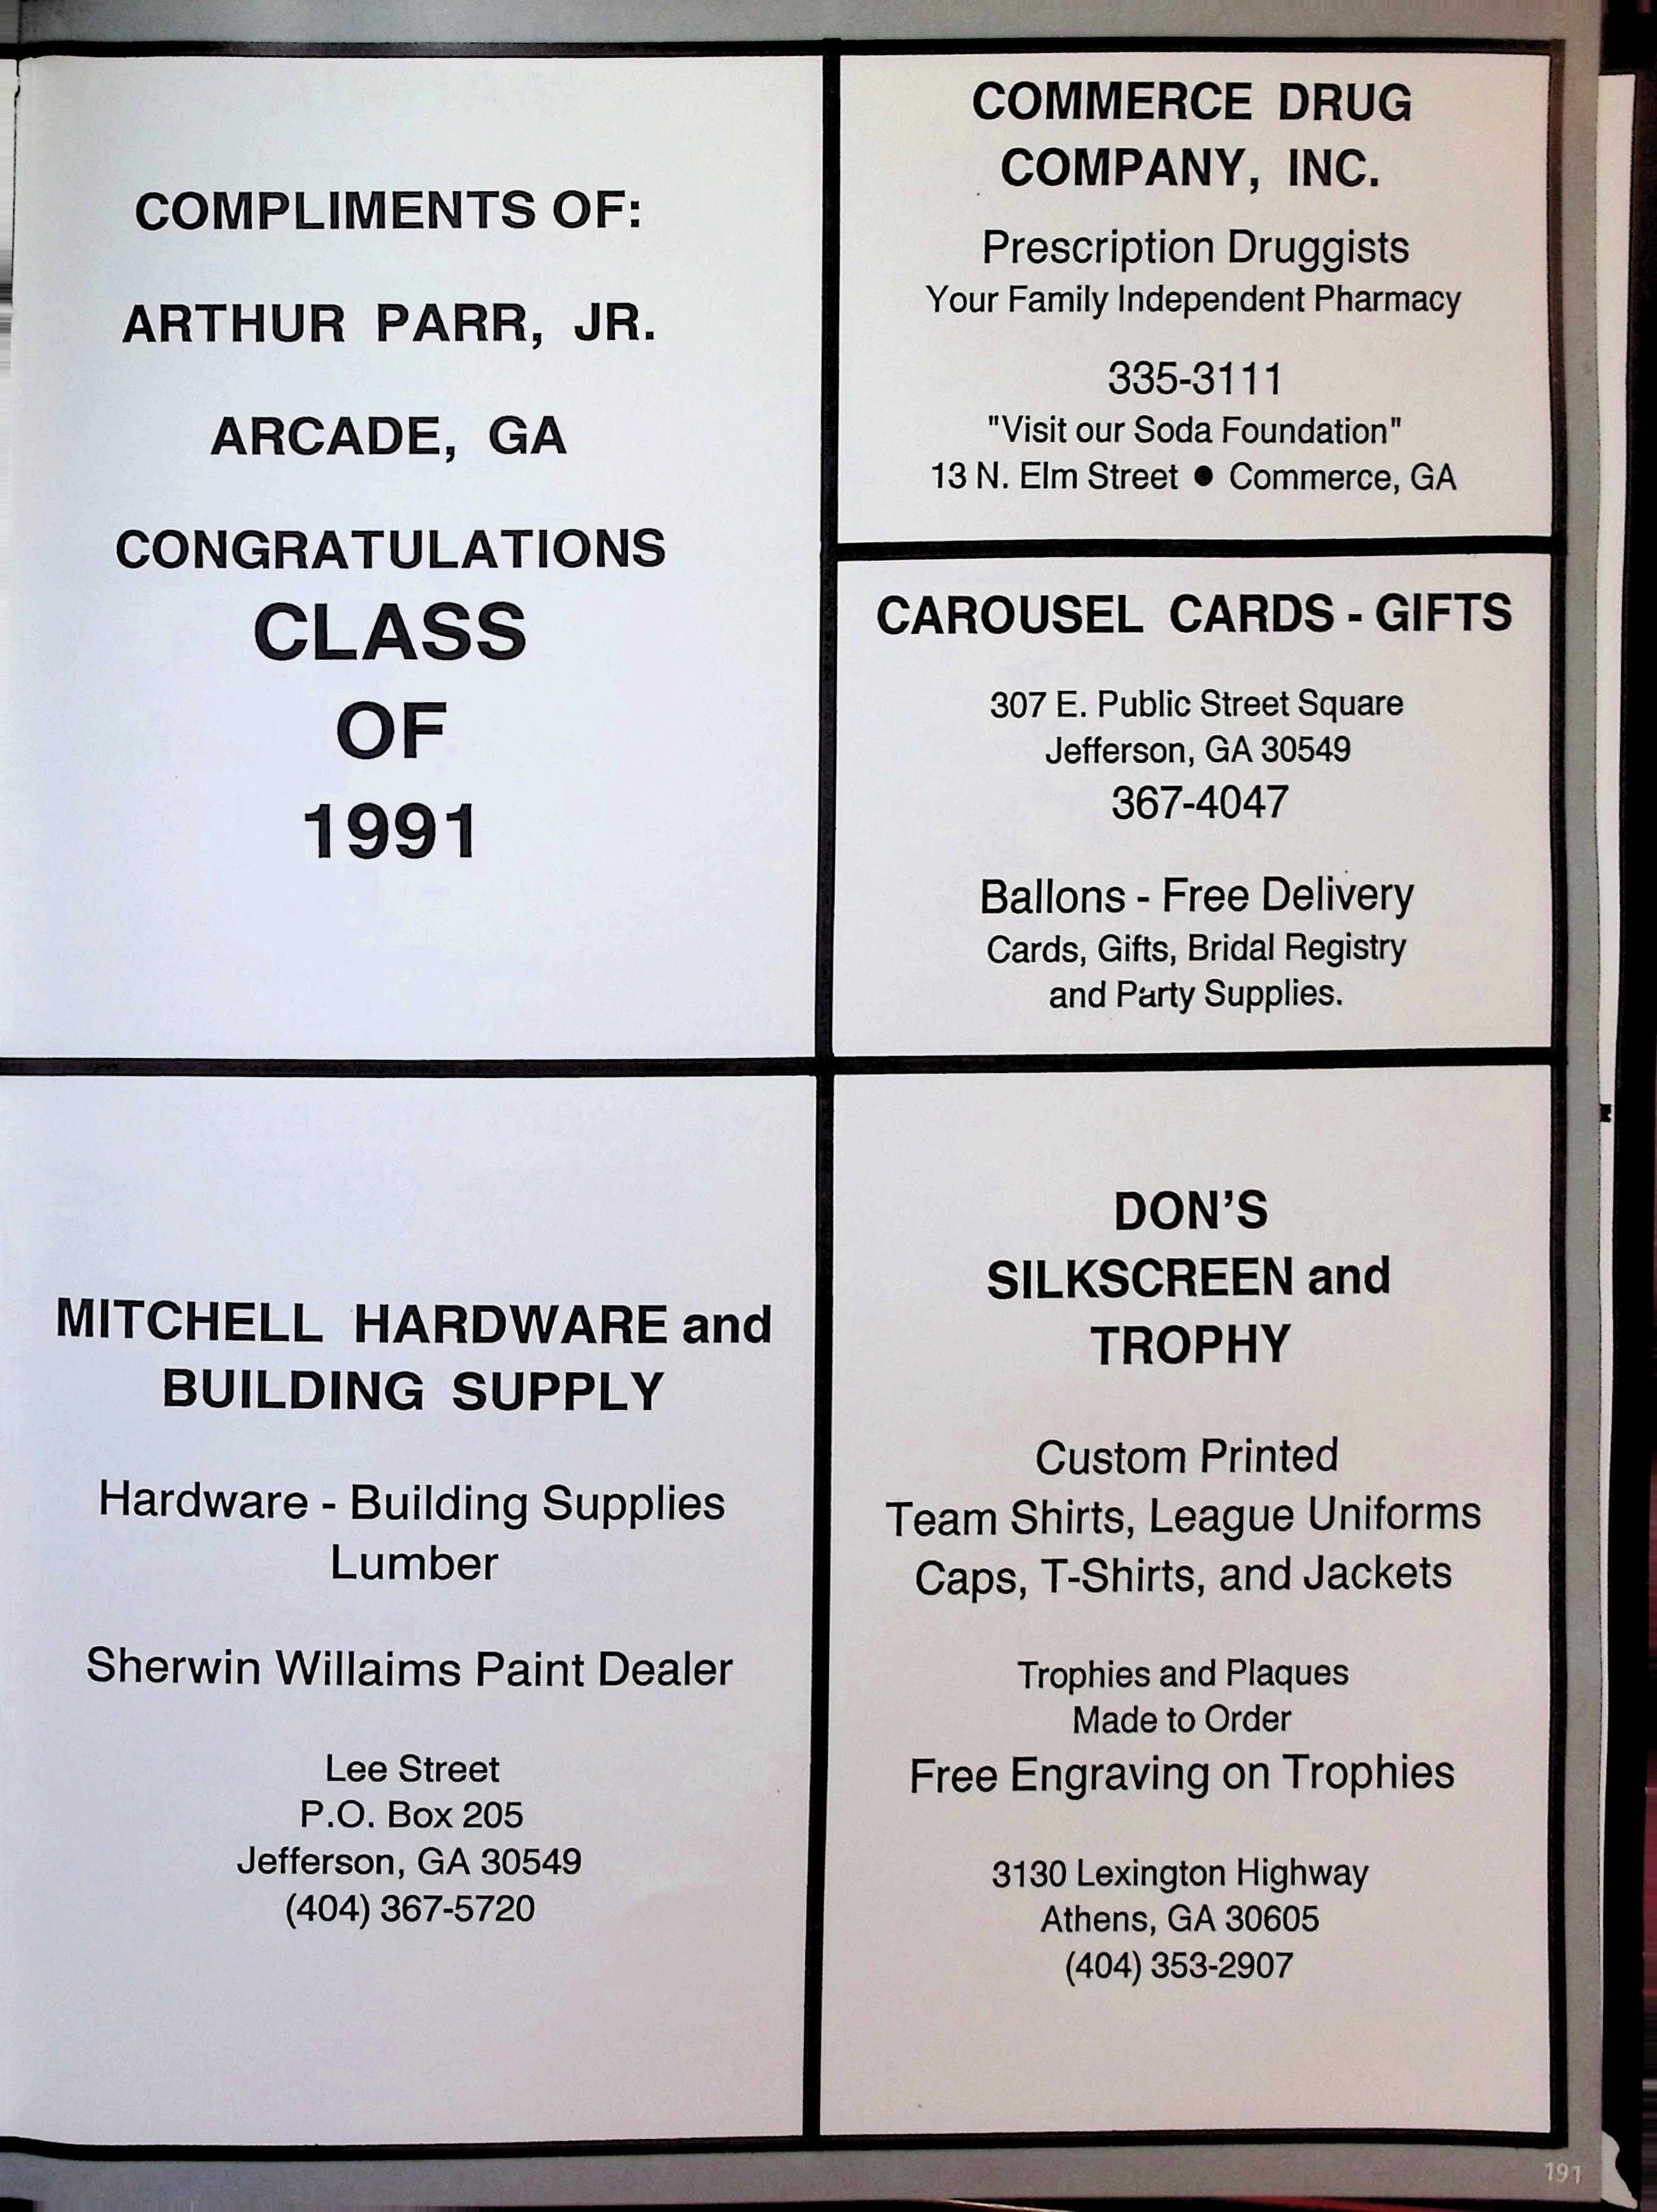 COMPLIMENTS OF:
ARTHUR PARR, JR.
ARCADE, GA
CONGRATULATIONS
CLASS
OF
1991
COMMERCE DRUG
COMPANY, INC.
Prescription Druggists
Your Family Independent Pharmacy
335-3111
"Visit our Soda Foundation"
13 N. Elm Street ● Commerce, GA
CAROUSEL CARDS - GIFTS
307 E. Public Street Square
Jefferson, GA 30549
367-4047
Ballons - Free Delivery
Cards, Gifts, Bridal Registry
and Party Supplies.
MITCHELL HARDWARE and
BUILDING SUPPLY
Hardware - Building Supplies
Lumber
Sherwin Willaims Paint Dealer
Lee Street
P.O. Box 205
Jefferson, GA 30549
(404) 367-5720
DON'S
SILKSCREEN and
TROPHY
Custom Printed
Team Shirts, League Uniforms
Caps, T-Shirts, and Jackets
Trophies and Plaques
Made to Order
Free Engraving on Trophies
3130 Lexington Highway
Athens, GA 30605
(404) 353-2907
191